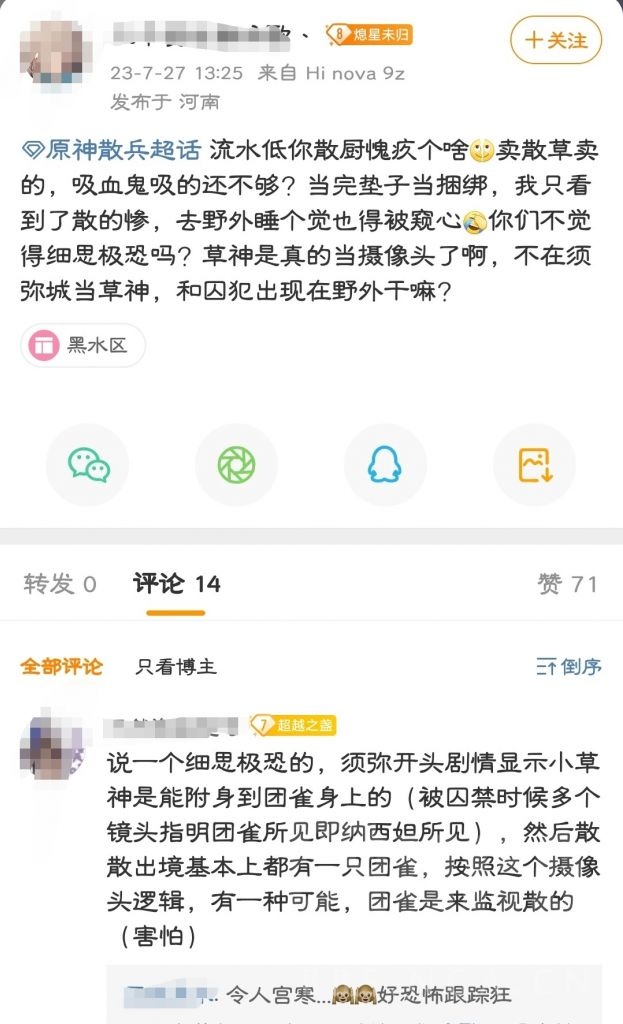 8 熄星未归
十关注
23-7-27 13:25 来自 Hi nova 9z
发布于 河南
原神散兵超话 流水低你散厨愧疚个啥 卖散草卖
的，吸血鬼吸的还不够？当完垫子当捆绑，我只看
到了散的惨，去野外睡个觉也得被窥心 你们不觉
得细思极恐吗？草神是真的当摄像头了啊，不在须
弥城当草神，和囚犯出现在野外干嘛？
黑水区
转发 0 评论 14 赞 71
全部评论 只看博主 倒序
7 超越之盏
说一个细思极恐的，须弥开头剧情显示小草
神是能附身到团雀身上的（被囚禁时候多个
镜头指明团雀所见即纳西妲所见），然后散
散出境基本上都有一只团雀，按照这个摄像
头逻辑，有一种可能，团雀是来监视散的
（害怕）
令人宫寒... 好恐怖跟踪狂